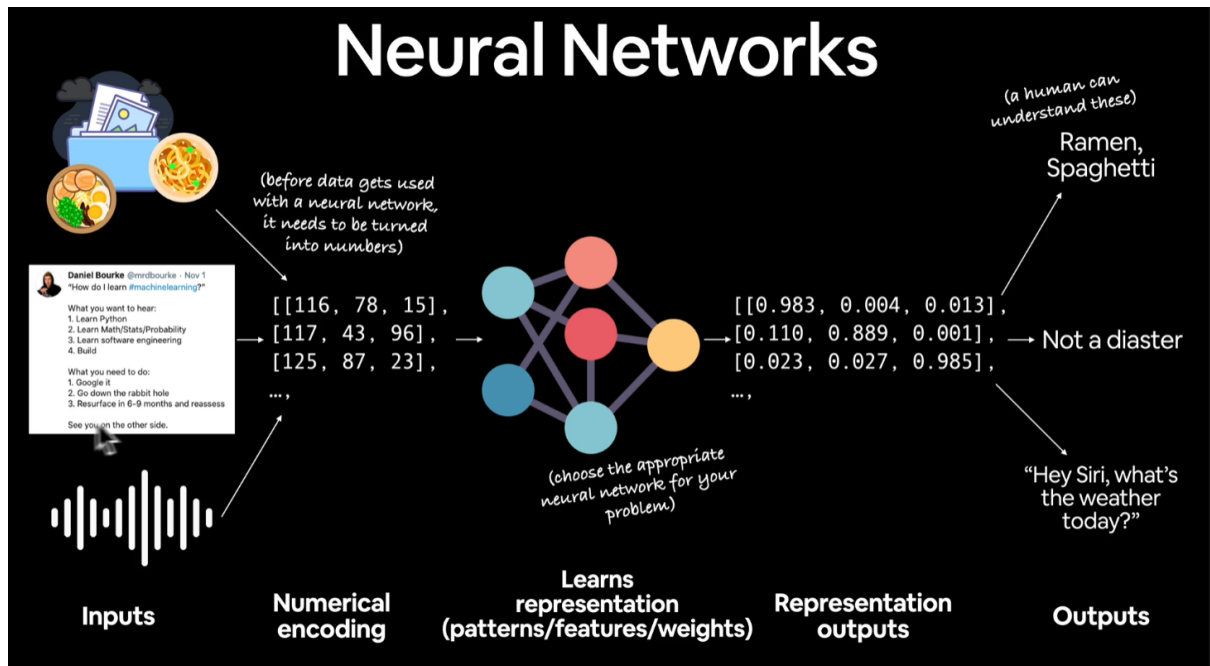 Neural Networks
(a human can
understand these)
Ramen,
Spaghetti
(before data gets used
with a neural network,
it needs to be turned
into numbers)
Daniel Bourke @mrdbourke · Nov 1
"How do I learn #machinelearning?"
What you want to hear:
1. Learn Python
2. Learn Math/Stats/Probability
3. Learn software engineering
4. Build
What you need to do:
1. Google it
2. Go down the rabbit hole
3. Resurface in 6-9 months and reassess
See you on the other side.
[[116, 78, 15],
[117, 43, 96],
[125, 87, 23],
…,
[[0.983, 0.004, 0.013],
[0.110, 0.889, 0.001],
[0.023, 0.027, 0.985],
…,
Not a diaster
(choose the appropriate
neural network for your
problem)
“Hey Siri, what’s
the weather
today?”
Inputs
Numerical
encoding
Learns
representation
(patterns/features/weights)
Representation
outputs
Outputs